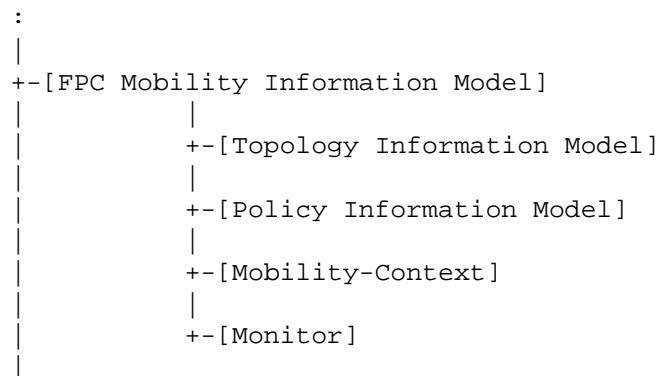 :
|
+-[FPC Mobility Information Model]
|          |
|          +-[Topology Information Model]
|          |
|          +-[Policy Information Model]
|          |
|          +-[Mobility-Context]
|          |
|          +-[Monitor]
|